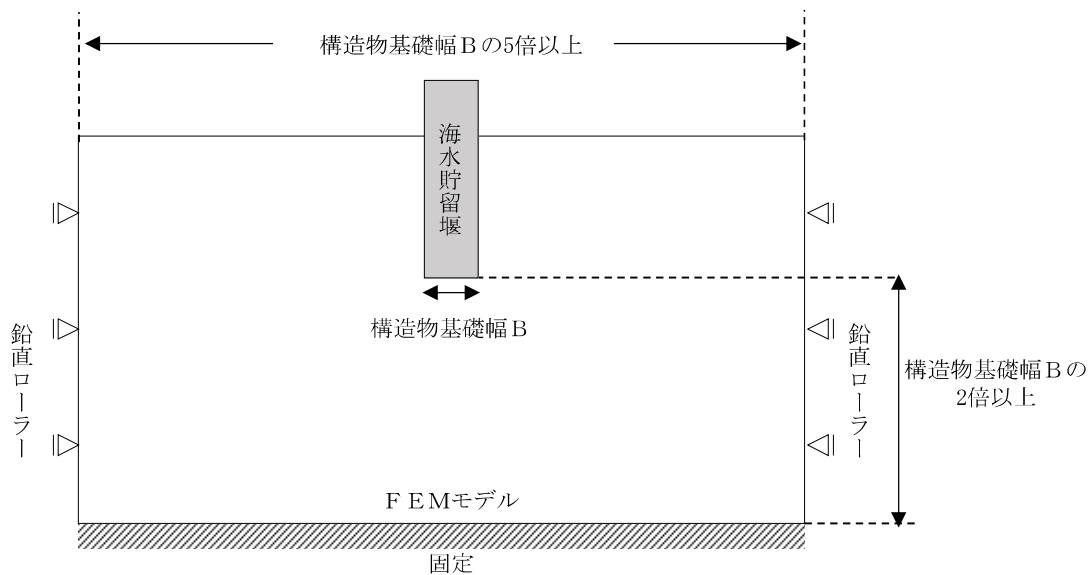 構造物基礎幅Ｂの5倍以上
海水貯留堰
構造物基礎幅Ｂ
鉛直ローラー
鉛直ローラー
構造物基礎幅Ｂの
2倍以上
ＦＥＭモデル
固定